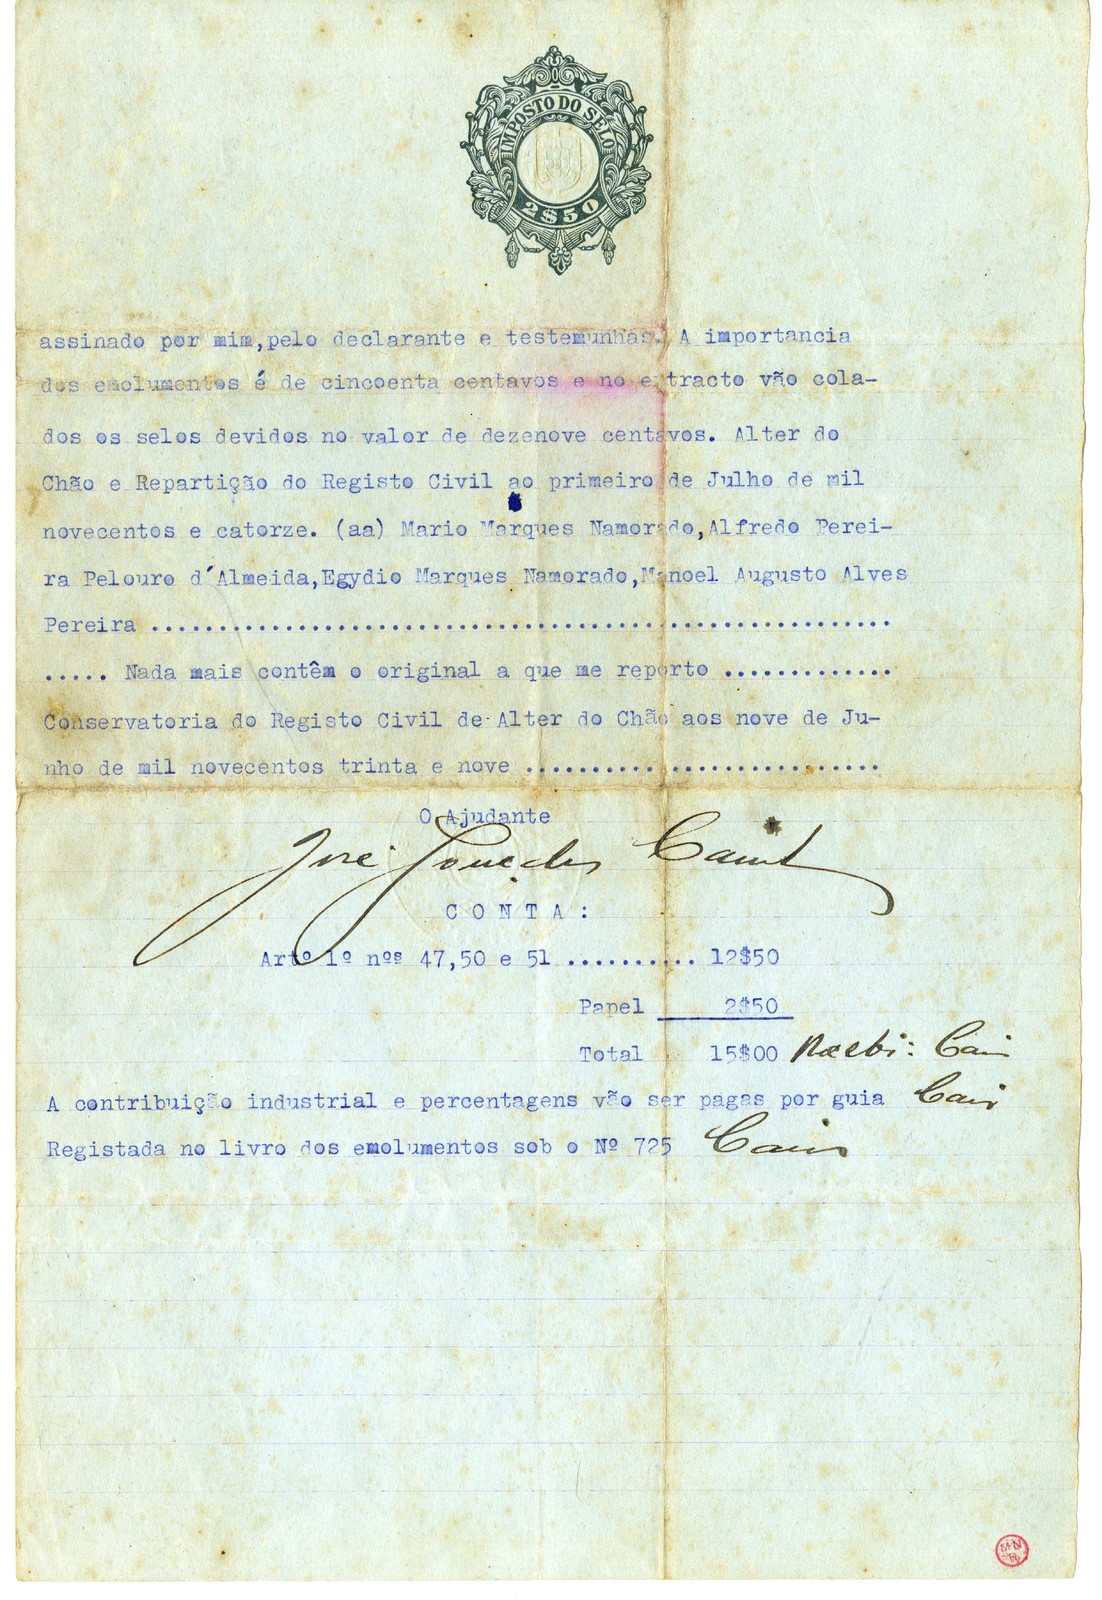 IMPOSTO DO SELO
2$50
assinado por mim,pelo declarante e testemunhas. A importancia
dos emolumentos é de cincoenta centavos e no extracto vão cola-
dos os selos devidos no valor de dezenove centavos. Alter do
Chão e Repartição do Registo Civil ao primeiro de Julho de mil
novecentos e catorze. (aa) Mario Marques Namorado,Alfredo Perei-
ra Pelouro d'Almeida,Egydio Marques Namorado,Manoel Augusto Alves
Pereira .......................................................
..... Nada mais contêm o original a que me reporto .............
Conservatoria do Registo Civil de Alter do Chão aos nove de Ju-
nho de mil novecentos trinta e nove ...........................
O Ajudante
José
CONTA:
Artº 1º nºs 47,50 e 51 .......... 12$50
Papel 2$50
Total 15$00 Recebi:
A contribuição industrial e percentagens vão ser pagas por guia
Registada no livro dos emolumentos sob o Nº 725